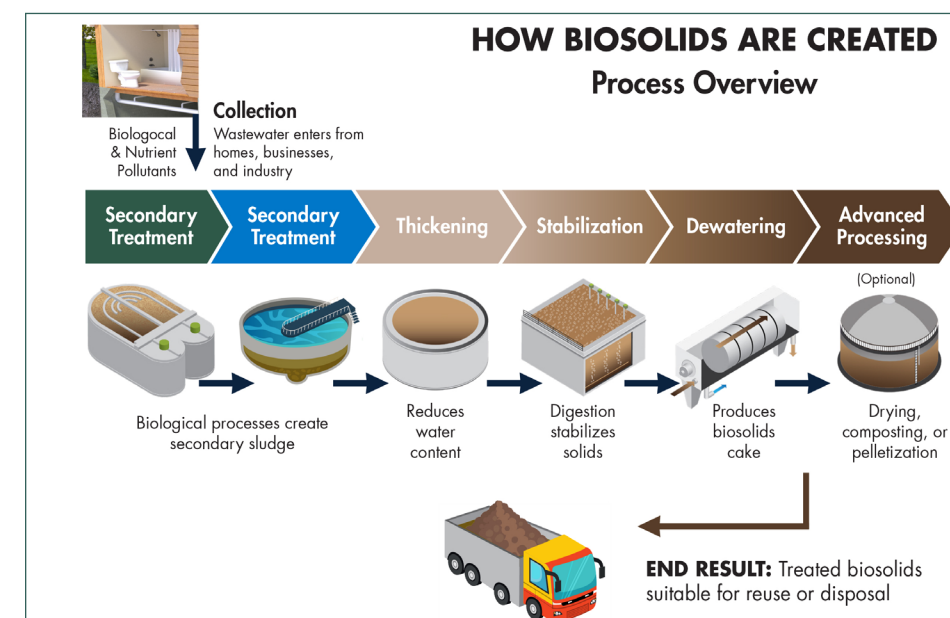 HOW BIOSOLIDS ARE CREATED
Process Overview
Collection
Wastewater enters from
homes, businesses,
and industry
Biologocal
& Nutrient
Pollutants
Secondary
Treatment
Secondary
Treatment
Thickening
Stabilization
Dewatering
Advanced
Processing
(Optional)
Biological processes create
secondary sludge
Reduces
water
content
Digestion
stabilizes
solids
Produces
biosolids
cake
Drying,
composting, or
pelletization
END RESULT: Treated biosolids
suitable for reuse or disposal